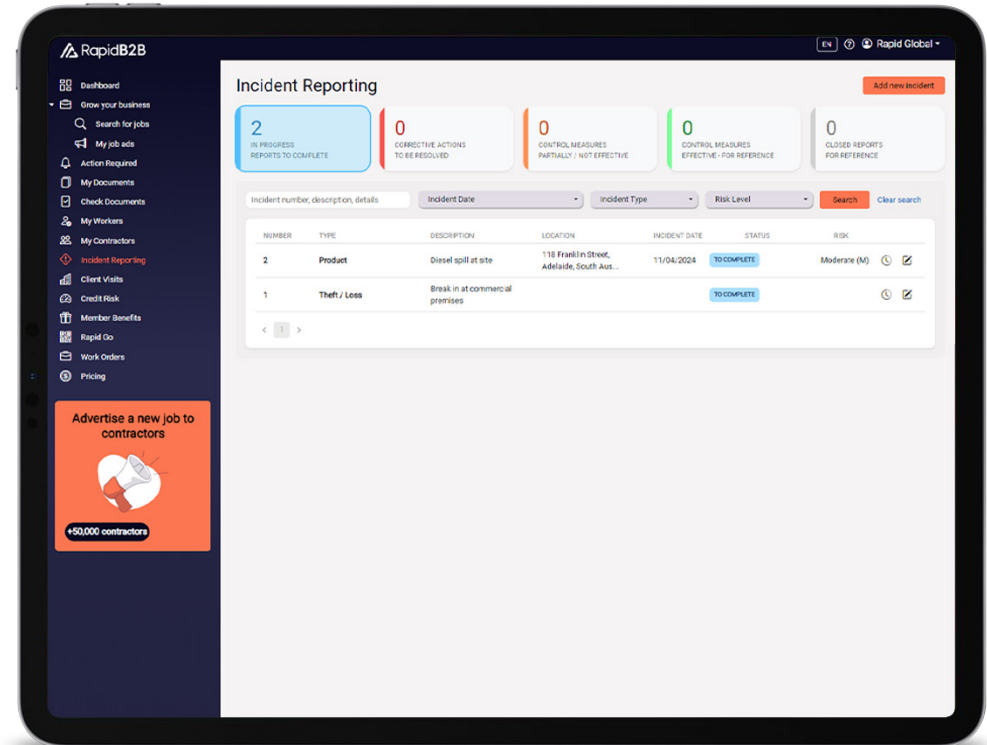 RapidB2B
EN
Rapid Global
Dashboard
Grow your business
Search for jobs
My job ads
Action Required
My Documents
Check Documents
My Workers
My Contractors
Incident Reporting
Client Visits
Credit Risk
Member Benefits
Rapid Go
Work Orders
Pricing
Advertise a new job to
contractors
+50,000 contractors
Incident Reporting
Add new incident
2
IN PROGRESS
REPORTS TO COMPLETE
0
CORRECTIVE ACTIONS
TO BE RESOLVED
0
CONTROL MEASURES
PARTIALLY / NOT EFFECTIVE
0
CONTROL MEASURES
EFFECTIVE - FOR REFERENCE
0
CLOSED REPORTS
FOR REFERENCE
Incident number, description, details
Incident Date
Incident Type
Risk Level
Search
Clear search
NUMBER TYPE DESCRIPTION LOCATION INCIDENT DATE STATUS RISK
2 Product Diesel spill at site 118 Franklin Street,
Adelaide, South Aus... 11/04/2024 TO COMPLETE Moderate (M)
1 Theft / Loss Break in at commercial
premises TO COMPLETE
< 1 >